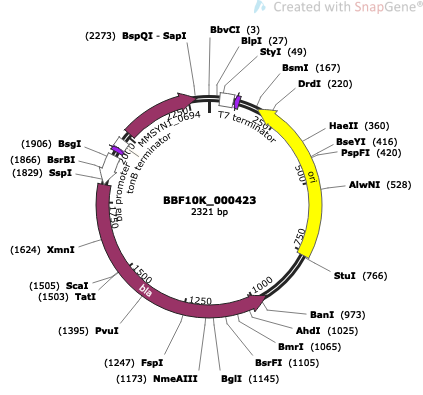 Created with SnapGene®
(2273) BspQI - SapI
BbvCI (3)
BlpI (27)
StyI (49)
BsmI (167)
DrdI (220)
HaeII (360)
BseYI (416)
PspFI (420)
AlwNI (528)
StuI (766)
BanI (973)
AhdI (1025)
BmrI (1065)
BsrFI (1105)
BglI (1145)
NmeAIII
(1173)
(1247) FspI
(1395) PvuI
(1503) TatI
(1505) ScaI
(1624) XmnI
(1829) SspI
(1866) BsrBI
(1906) BsgI
MMSYN1_0694
T7 terminator
tonB terminator
bla promoter
ori
bla
BBF10K_000423
2321 bp
250
500
750
1000
1250
1500